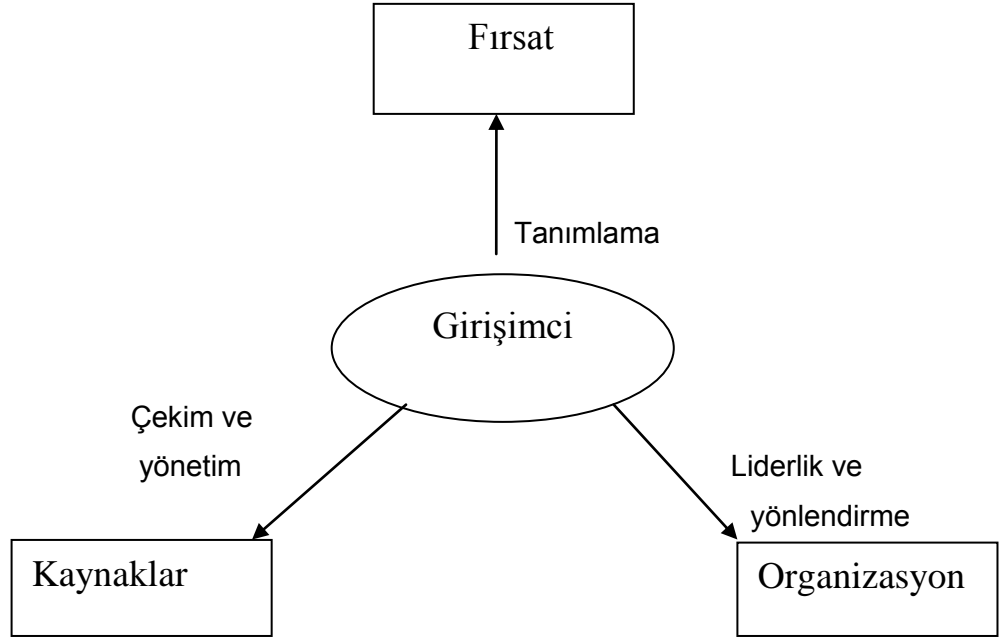 Fırsat
Tanımlama
Girişimci
Çekim ve
yönetim
Liderlik ve
yönlendirme
Kaynaklar
Organizasyon